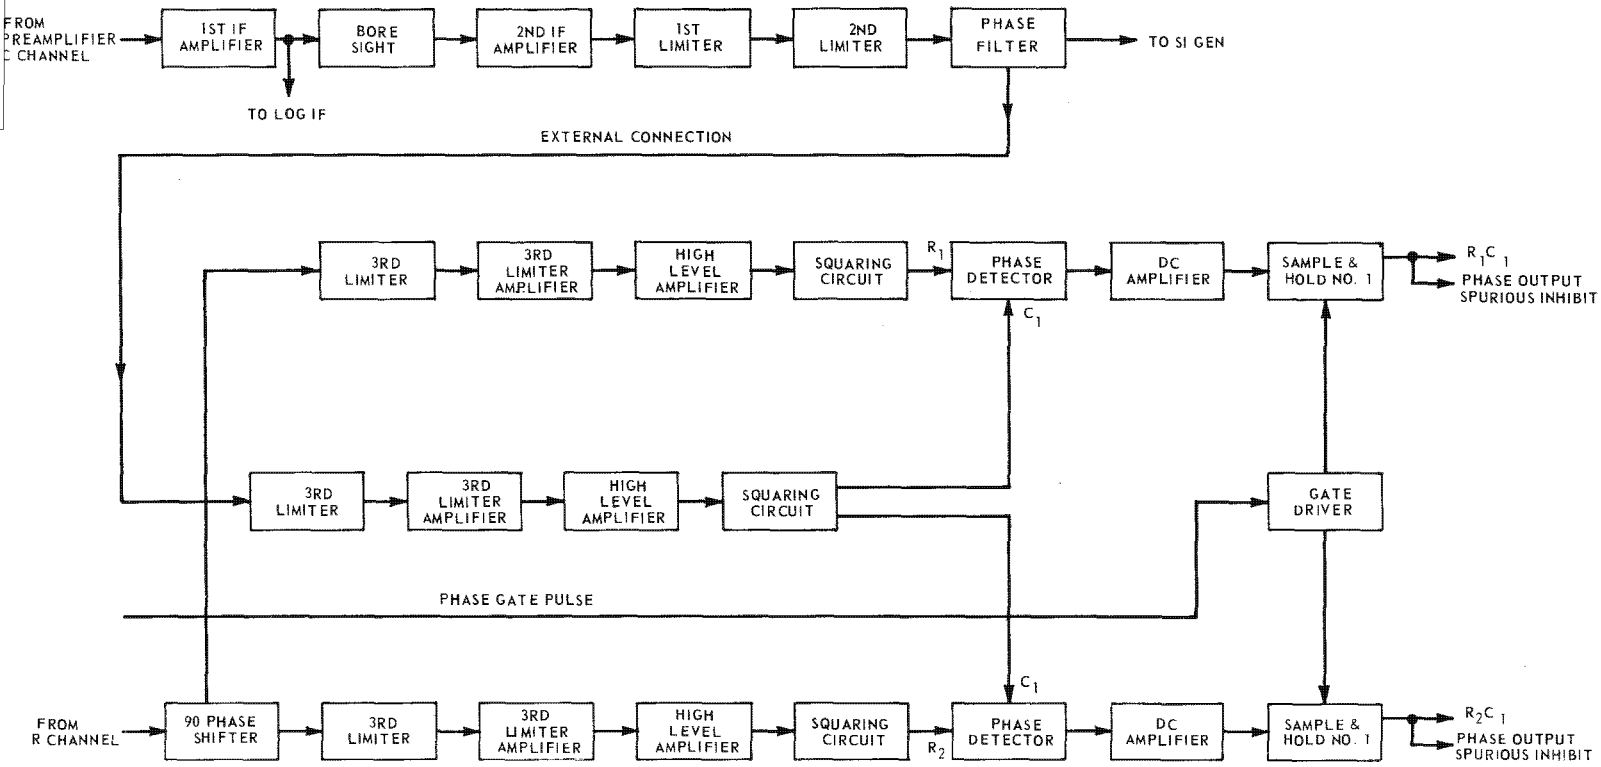 FROM
PREAMPLIFIER
C CHANNEL
1ST IF
AMPLIFIER
BORE
SIGHT
2ND IF
AMPLIFIER
1ST
LIMITER
2ND
LIMITER
PHASE
FILTER
TO SI GEN
TO LOG IF
EXTERNAL CONNECTION
3RD
LIMITER
3RD
LIMITER
AMPLIFIER
HIGH
LEVEL
AMPLIFIER
SQUARING
CIRCUIT
R1
PHASE
DETECTOR
C1
DC
AMPLIFIER
SAMPLE &
HOLD NO. 1
R1C1
PHASE OUTPUT
SPURIOUS INHIBIT
3RD
LIMITER
3RD
LIMITER
AMPLIFIER
HIGH
LEVEL
AMPLIFIER
SQUARING
CIRCUIT
GATE
DRIVER
PHASE GATE PULSE
FROM
R CHANNEL
90 PHASE
SHIFTER
3RD
LIMITER
3RD
LIMITER
AMPLIFIER
HIGH
LEVEL
AMPLIFIER
SQUARING
CIRCUIT
R2
C1
PHASE
DETECTOR
DC
AMPLIFIER
SAMPLE &
HOLD NO. 1
R2C1
PHASE OUTPUT
SPURIOUS INHIBIT